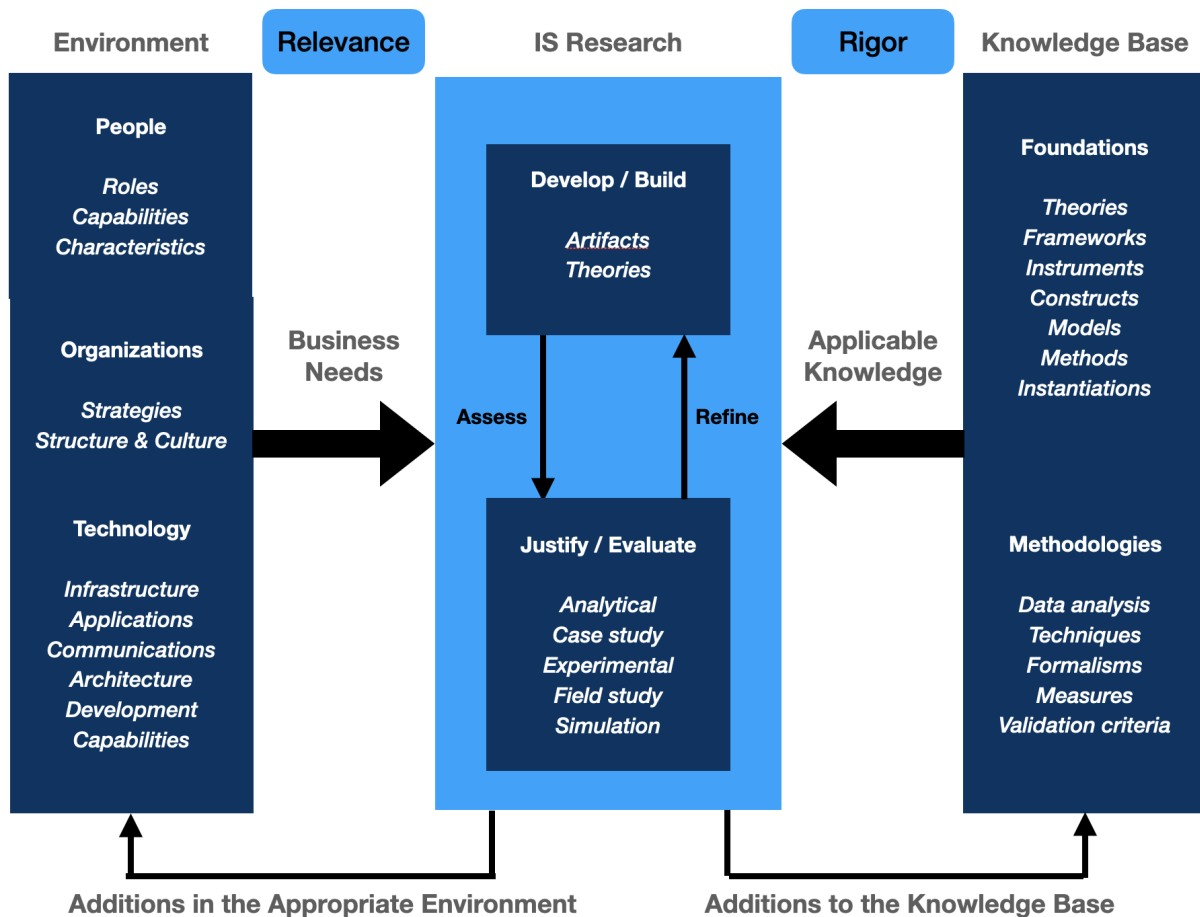 Environment
Relevance
IS Research
Rigor
Knowledge Base
People
Roles
Capabilities
Characteristics
Organizations
Strategies
Structure & Culture
Technology
Infrastructure
Applications
Communications
Architecture
Development
Capabilities
Business
Needs
Develop / Build
Artifacts
Theories
Assess
Refine
Justify / Evaluate
Analytical
Case study
Experimental
Field study
Simulation
Applicable
Knowledge
Foundations
Theories
Frameworks
Instruments
Constructs
Models
Methods
Instantiations
Methodologies
Data analysis
Techniques
Formalisms
Measures
Validation criteria
Additions in the Appropriate Environment
Additions to the Knowledge Base